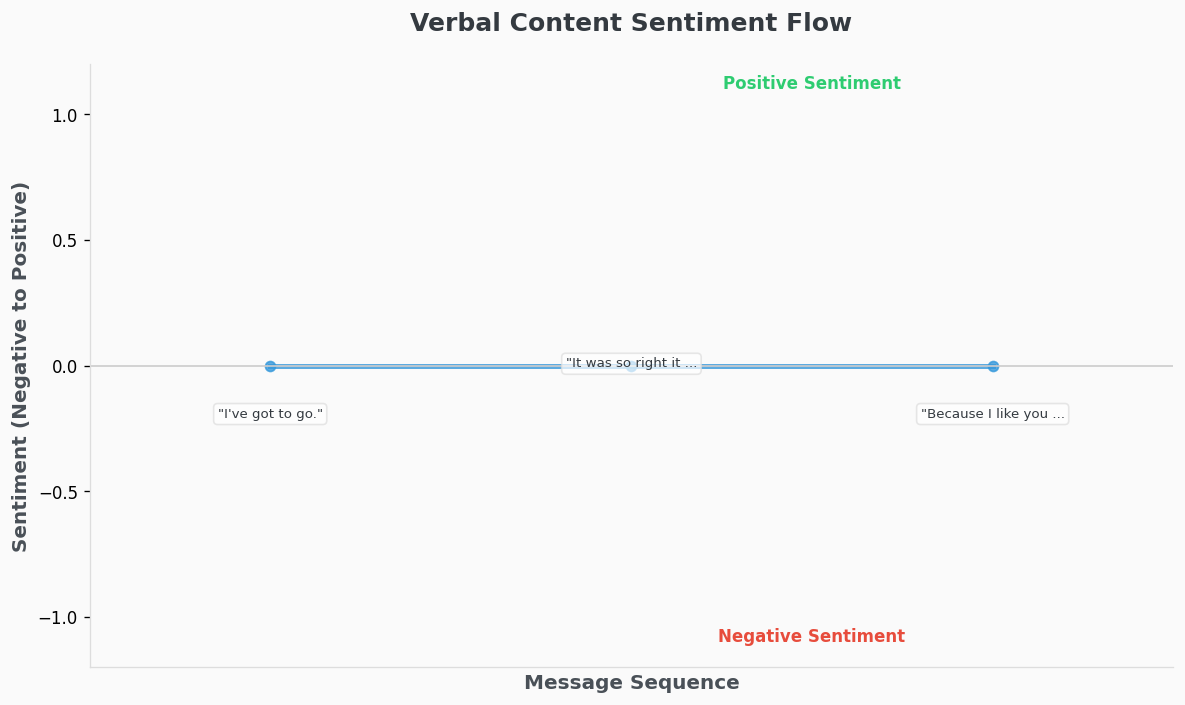 Verbal Content Sentiment Flow
Positive Sentiment
1.0
0.5
0.0
−0.5
−1.0
Sentiment (Negative to Positive)
"It was so right it ...
"I've got to go."
"Because I like you ...
Negative Sentiment
Message Sequence